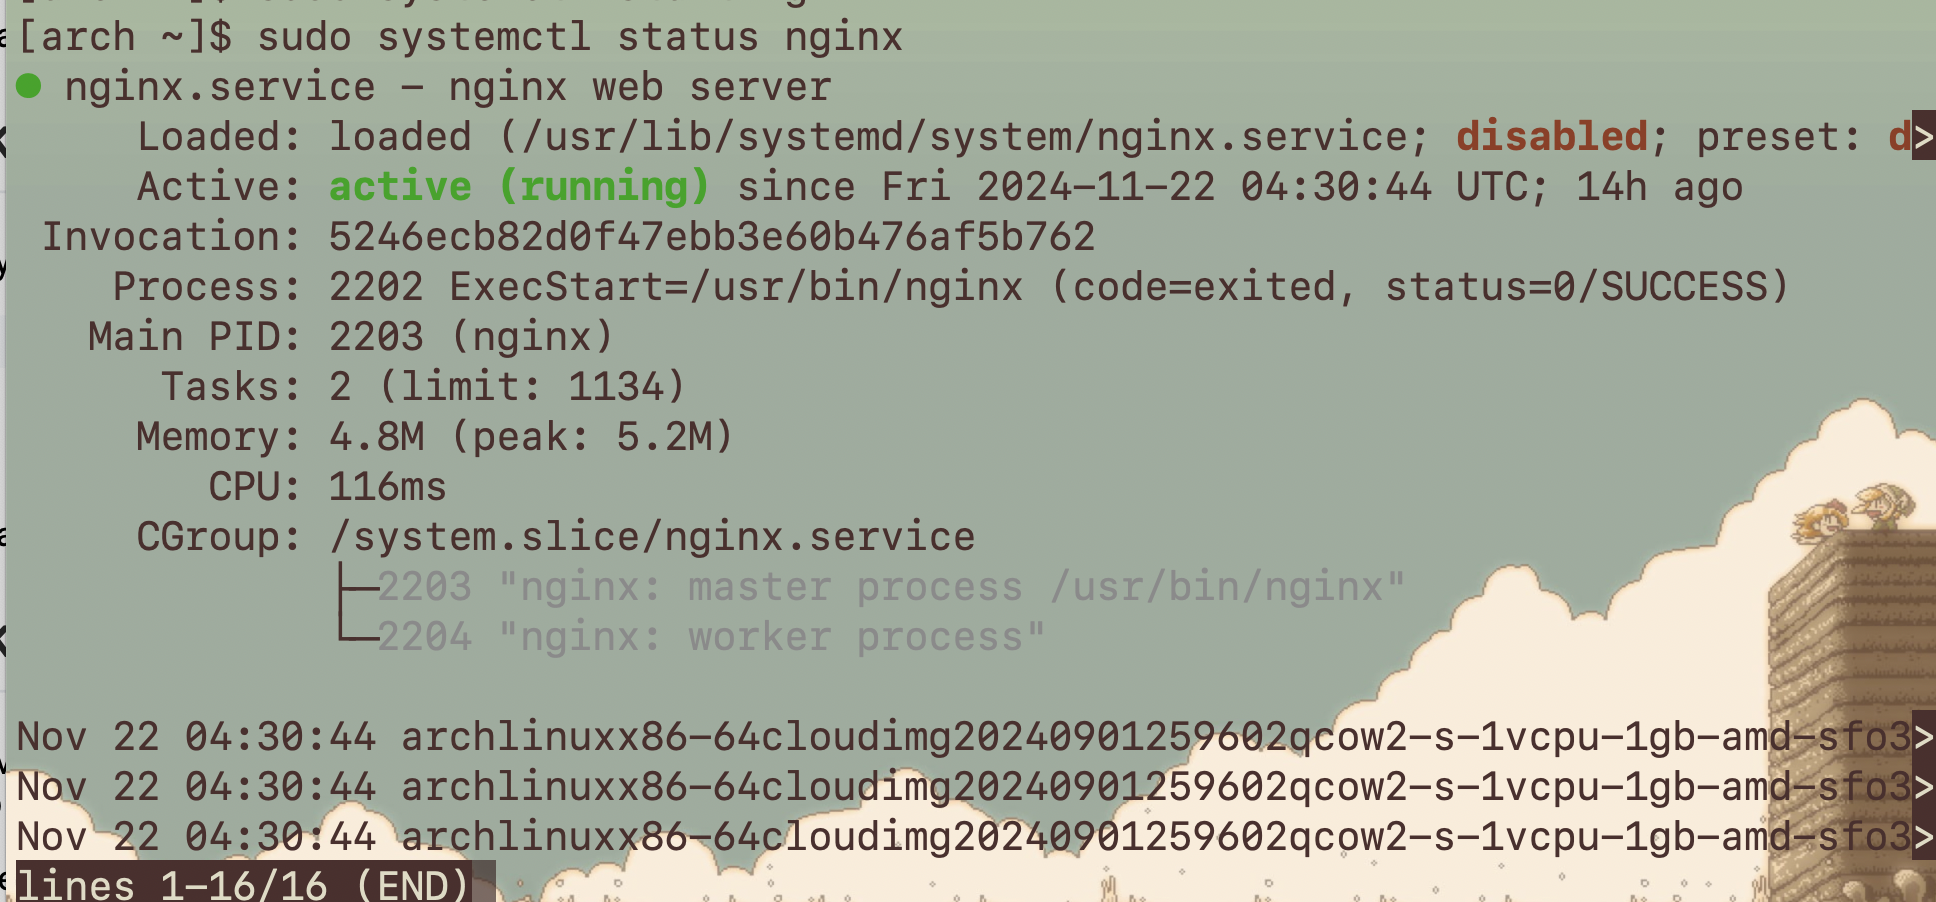 [arch ~]$ sudo systemctl status nginx
● nginx.service – nginx web server
Loaded: loaded (/usr/lib/systemd/system/nginx.service; disabled; preset: d>
Active: active (running) since Fri 2024-11-22 04:30:44 UTC; 14h ago
Invocation: 5246ecb82d0f47ebb3e60b476af5b762
Process: 2202 ExecStart=/usr/bin/nginx (code=exited, status=0/SUCCESS)
Main PID: 2203 (nginx)
Tasks: 2 (limit: 1134)
Memory: 4.8M (peak: 5.2M)
CPU: 116ms
CGroup: /system.slice/nginx.service
├─2203 "nginx: master process /usr/bin/nginx"
└─2204 "nginx: worker process"
Nov 22 04:30:44 archlinuxx86-64cloudimg20240901259602qcow2-s-1vcpu-1gb-amd-sfo3>
Nov 22 04:30:44 archlinuxx86-64cloudimg20240901259602qcow2-s-1vcpu-1gb-amd-sfo3>
Nov 22 04:30:44 archlinuxx86-64cloudimg20240901259602qcow2-s-1vcpu-1gb-amd-sfo3>
lines 1-16/16 (END)